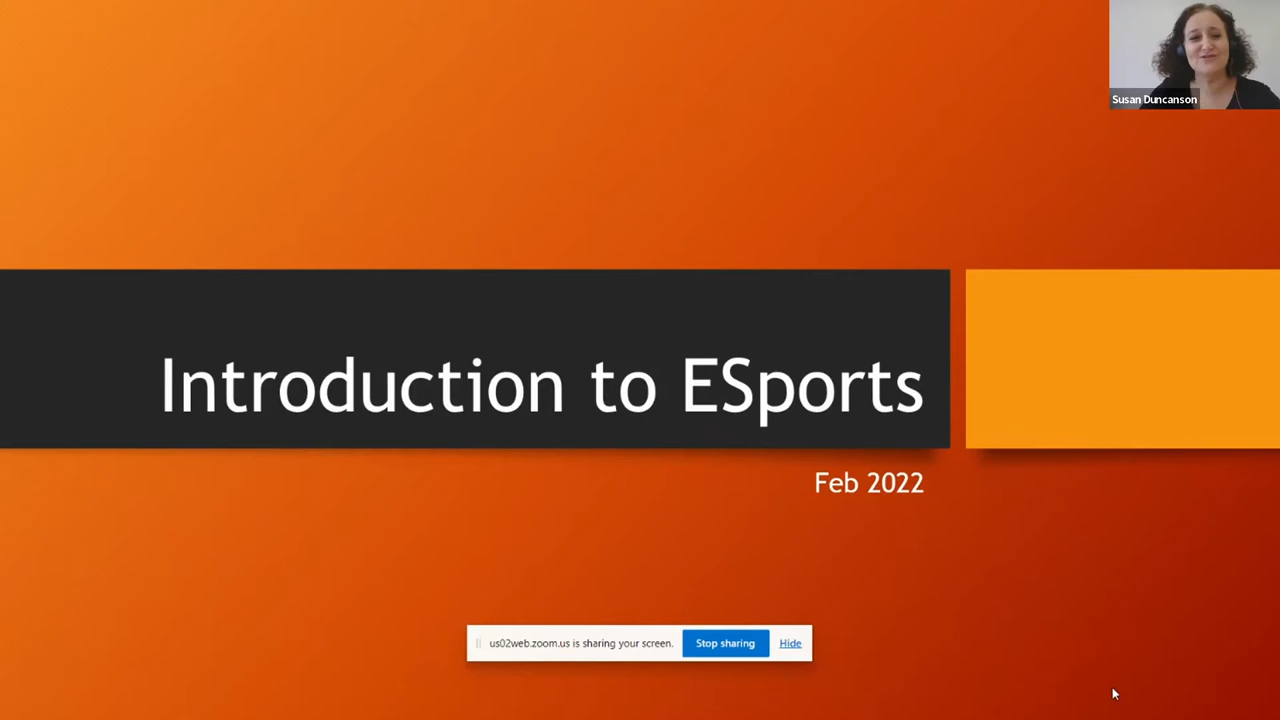 Susan Duncanson
Introduction to ESports
Feb 2022
us02web.zoom.us is sharing your screen. Stop sharing Hide